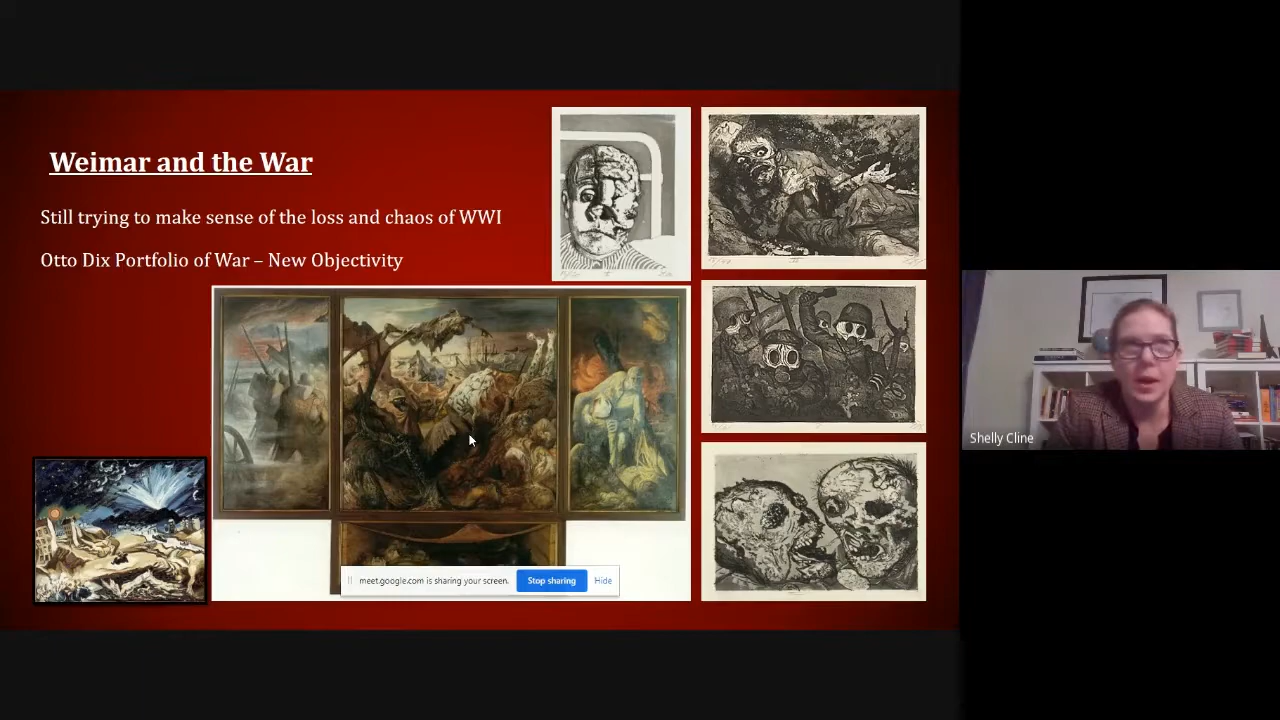 Weimar and the War
Still trying to make sense of the loss and chaos of WWI
Otto Dix Portfolio of War – New Objectivity
meet.google.com is sharing your screen.
Stop sharing
Hide
Shelly Cline